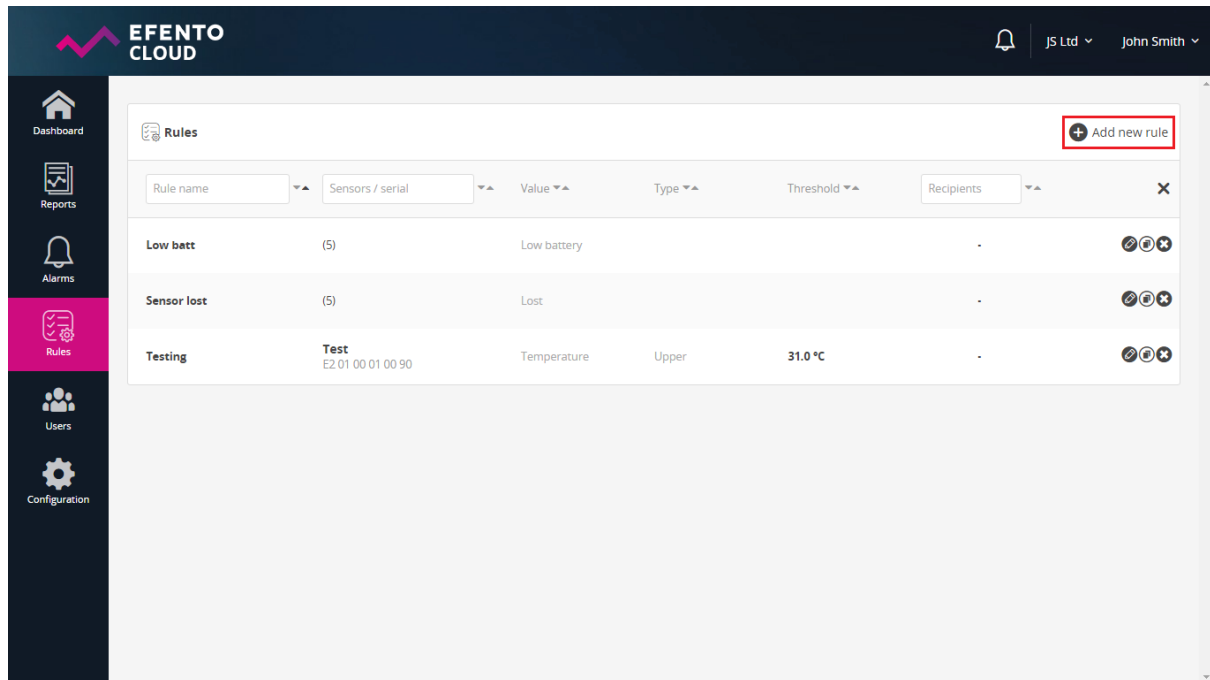 EFENTO
CLOUD
JS Ltd
John Smith
Dashboard
Reports
Alarms
Rules
Users
Configuration
Rules
Add new rule
Rule name
Sensors / serial
Value
Type
Threshold
Recipients
Low batt
(5)
Low battery
-
Sensor lost
(5)
Lost
-
Testing
Test
E2 01 00 01 00 90
Temperature
Upper
31.0 °C
-